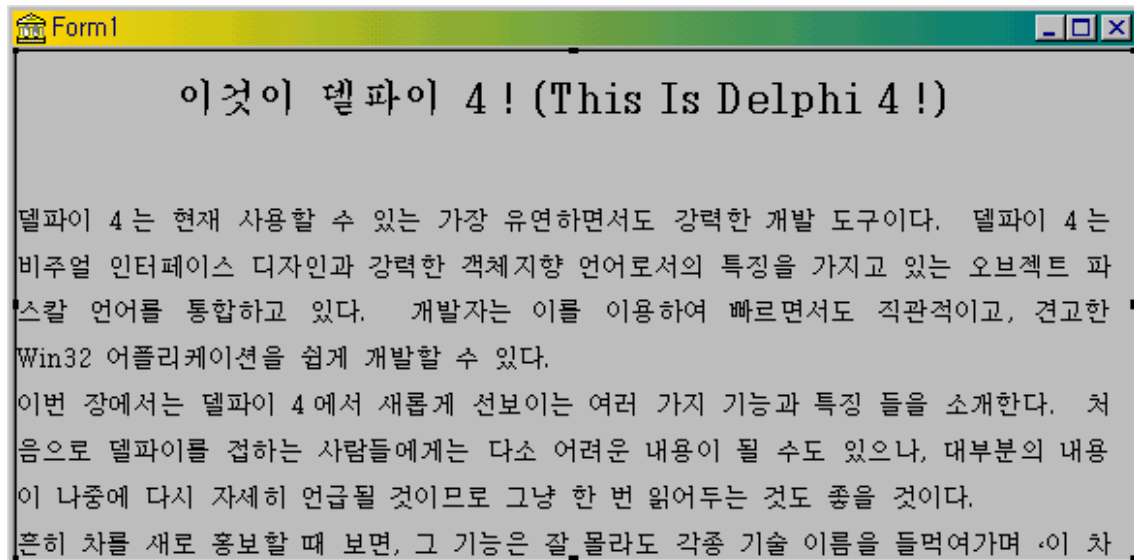 Form1
이것이 델파이 4 ! (This Is Delphi 4 !)
델파이 4 는 현재 사용할 수 있는 가장 유연하면서도 강력한 개발 도구이다. 델파이 4 는
비주얼 인터페이스 디자인과 강력한 객체지향 언어로서의 특징을 가지고 있는 오브젝트 파
스칼 언어를 통합하고 있다. 개발자는 이를 이용하여 빠르면서도 직관적이고, 견고한
Win32 어플리케이션을 쉽게 개발할 수 있다.
이번 장에서는 델파이 4 에서 새롭게 선보이는 여러 가지 기능과 특징 들을 소개한다. 처
음으로 델파이를 접하는 사람들에게는 다소 어려운 내용이 될 수도 있으나, 대부분의 내용
이 나중에 다시 자세히 언급될 것이므로 그냥 한 번 읽어두는 것도 좋을 것이다.
흔히 차를 새로 홍보할 때 보면, 그 기능은 잘 몰라도 각종 기술 이름을 들먹여가며 ‘이 차